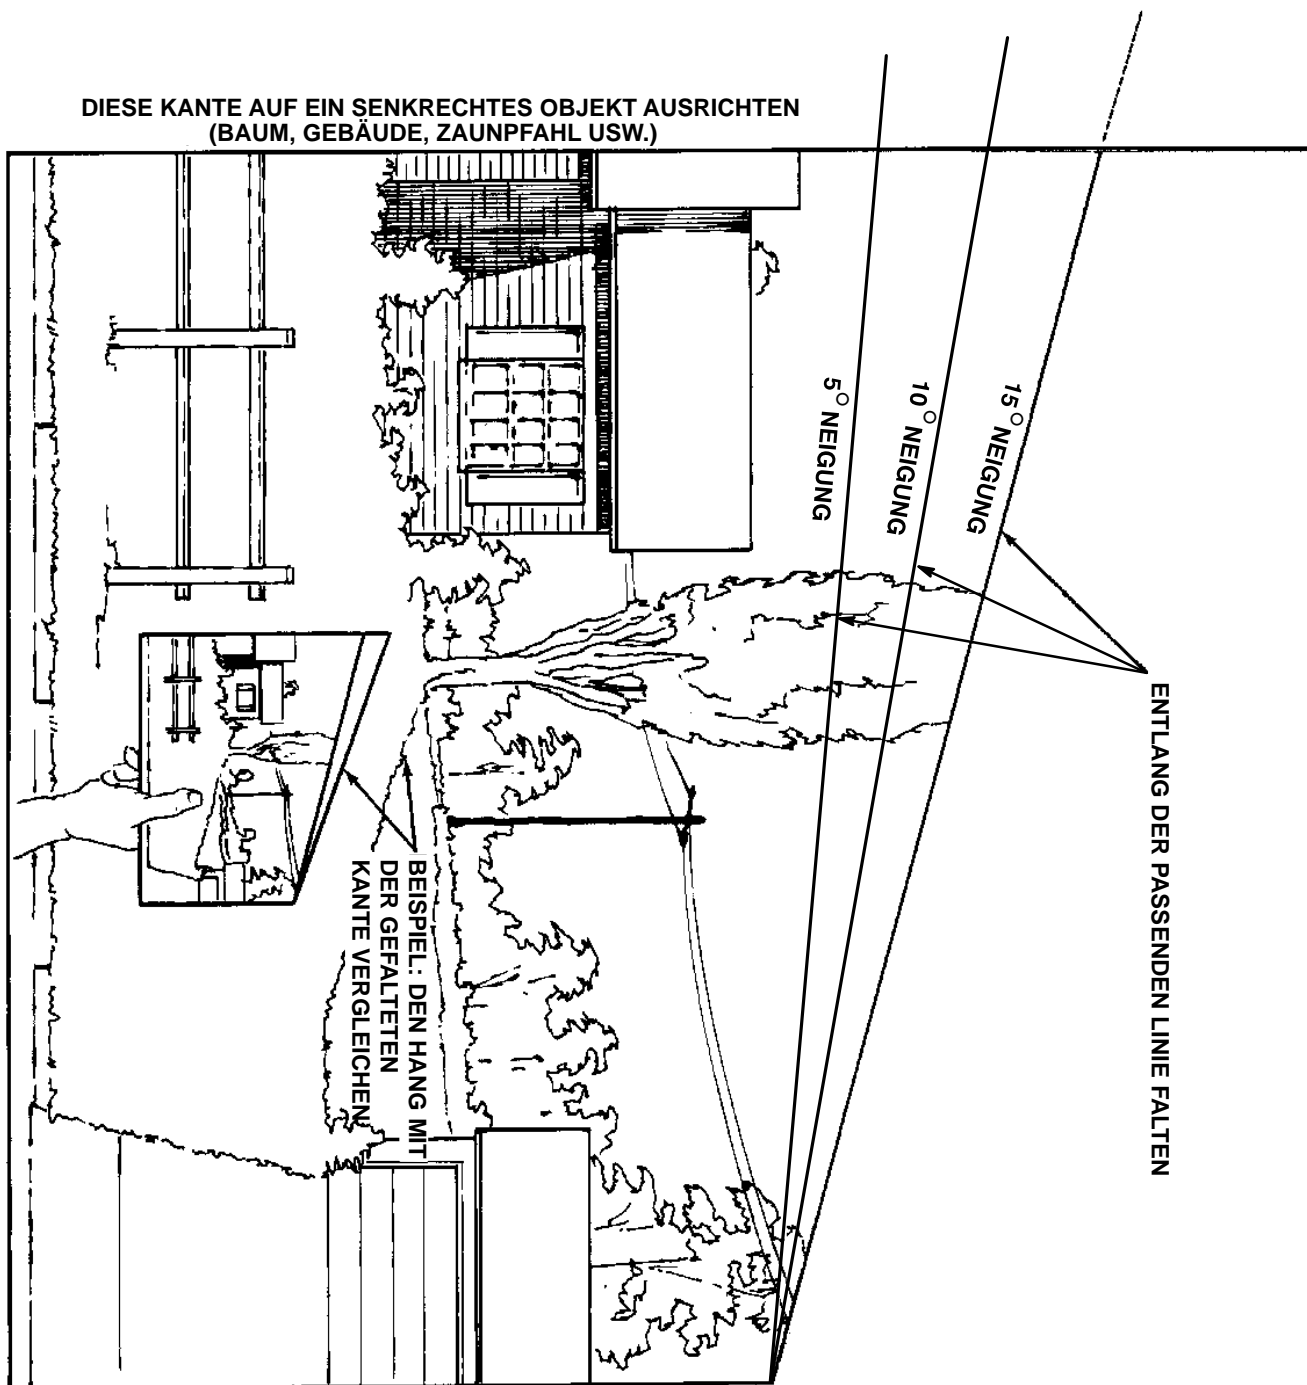 DIESE KANTE AUF EIN SENKRECHTES OBJEKT AUSRICHTEN
(BAUM, GEBÄUDE, ZAUNPFAHL USW.)
5° NEIGUNG
10° NEIGUNG
15° NEIGUNG
ENTLANG DER PASSENDEN LINIE FALTEN
BEISPIEL: DEN HANG MIT
DER GEFALTETEN
KANTE VERGLEICHEN